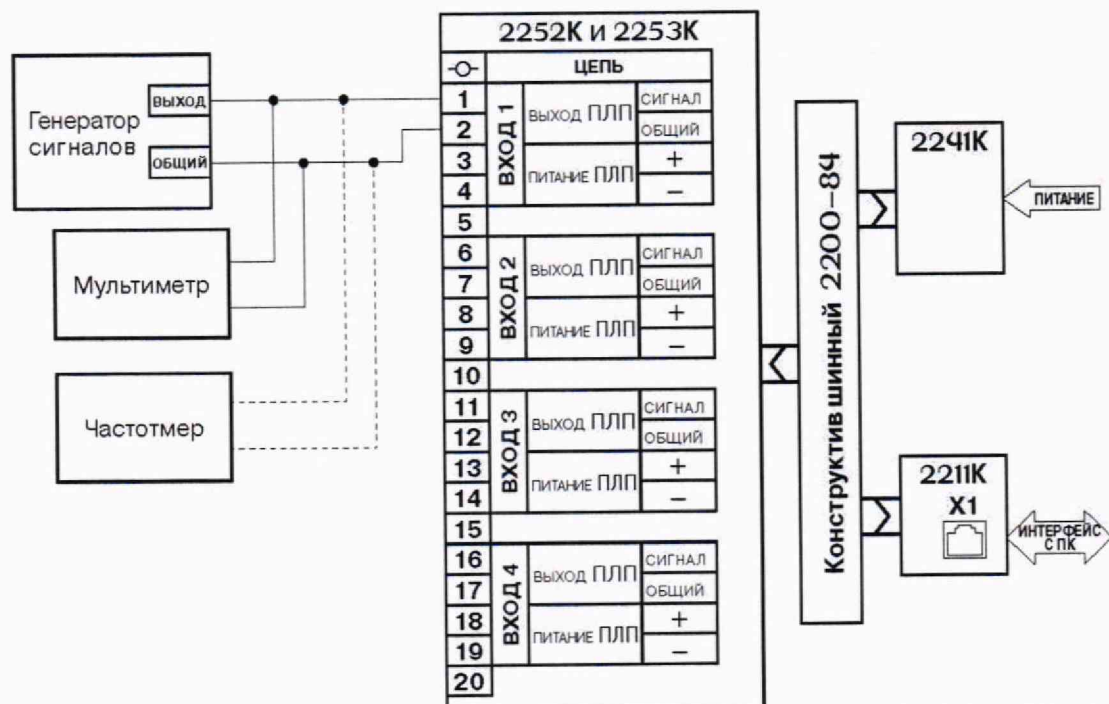 2252К и 2253К
ЦЕПЬ
Генератор
сигналов
ВЫХОД
ОБЩИЙ
Мультиметр
Частотмер
1
2
3
4
5
6
7
8
9
10
11
12
13
14
15
16
17
18
19
20
ВХОД 1
ВЫХОД ПЛП
СИГНАЛ
ОБЩИЙ
ПИТАНИЕ ПЛП
+
–
ВХОД 2
ВЫХОД ПЛП
СИГНАЛ
ОБЩИЙ
ПИТАНИЕ ПЛП
+
–
ВХОД 3
ВЫХОД ПЛП
СИГНАЛ
ОБЩИЙ
ПИТАНИЕ ПЛП
+
–
ВХОД 4
ВЫХОД ПЛП
СИГНАЛ
ОБЩИЙ
ПИТАНИЕ ПЛП
+
–
Конструктив шинный 2200-84
2241К
ПИТАНИЕ
2211К
X1
ИНТЕРФЕЙС
С ПК